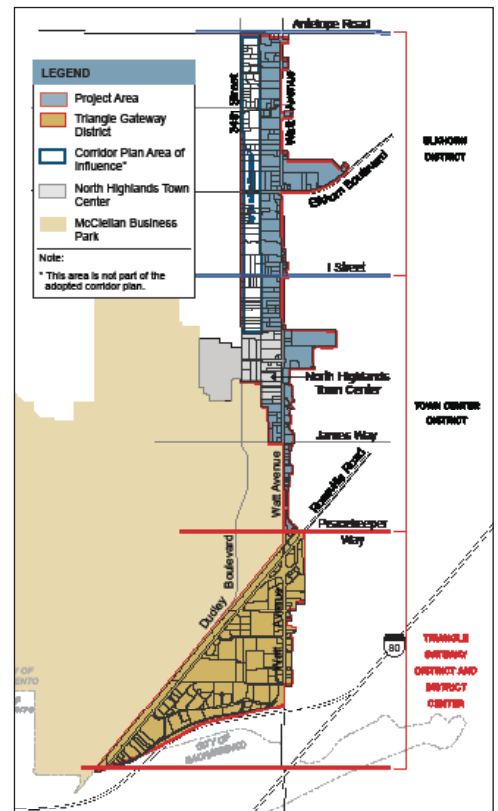 Antelope Road
LEGEND
Project Area
Triangle Gateway
District
Corridor Plan Area of
Influence*
North Highlands Town
Center
McClellan Business
Park
Note:
* This area is not part of the
adopted corridor plan.
34th Street
Watt Avenue
ELKHORN
DISTRICT
Elkhorn Boulevard
I Street
North Highlands
Town Center
TOWN CENTER
DISTRICT
James Way
Watt Avenue
Roseville Road
Peacekeeper
Way
Dudley Boulevard
Watt Avenue
80
TRIANGLE
GATEWAY
DISTRICT AND
DISTRICT
CENTER
CITY OF
SACRAMENTO